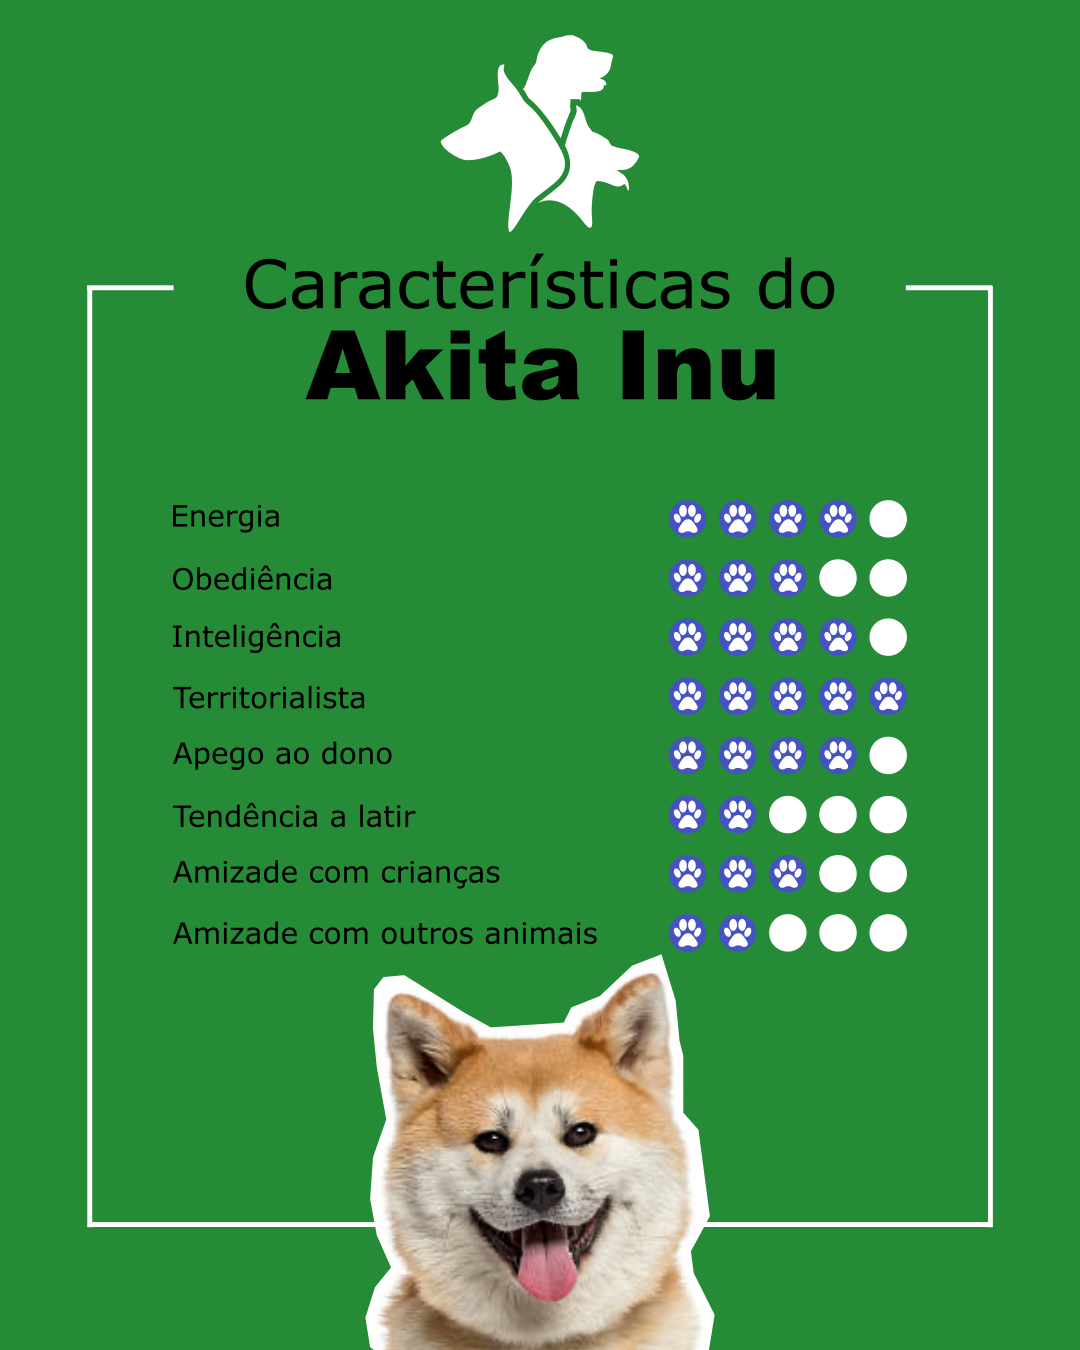 Características do
Akita Inu
Energia
Obediência
Inteligência
Territorialista
Apego ao dono
Tendência a latir
Amizade com crianças
Amizade com outros animais